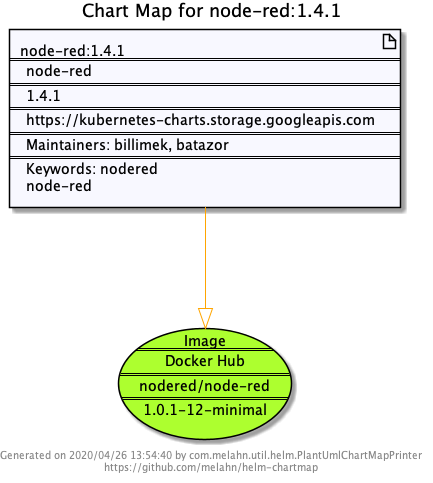 Chart Map for node-red:1.4.1
node-red:1.4.1
node-red
1.4.1
https://kubernetes-charts.storage.googleapis.com
Maintainers: billimek, batazor
Keywords: nodered
node-red
Image
Docker Hub
nodered/node-red
1.0.1-12-minimal
Generated on 2020/04/26 13:54:40 by com.melahn.util.helm.PlantUmlChartMapPrinter
https://github.com/melahn/helm-chartmap